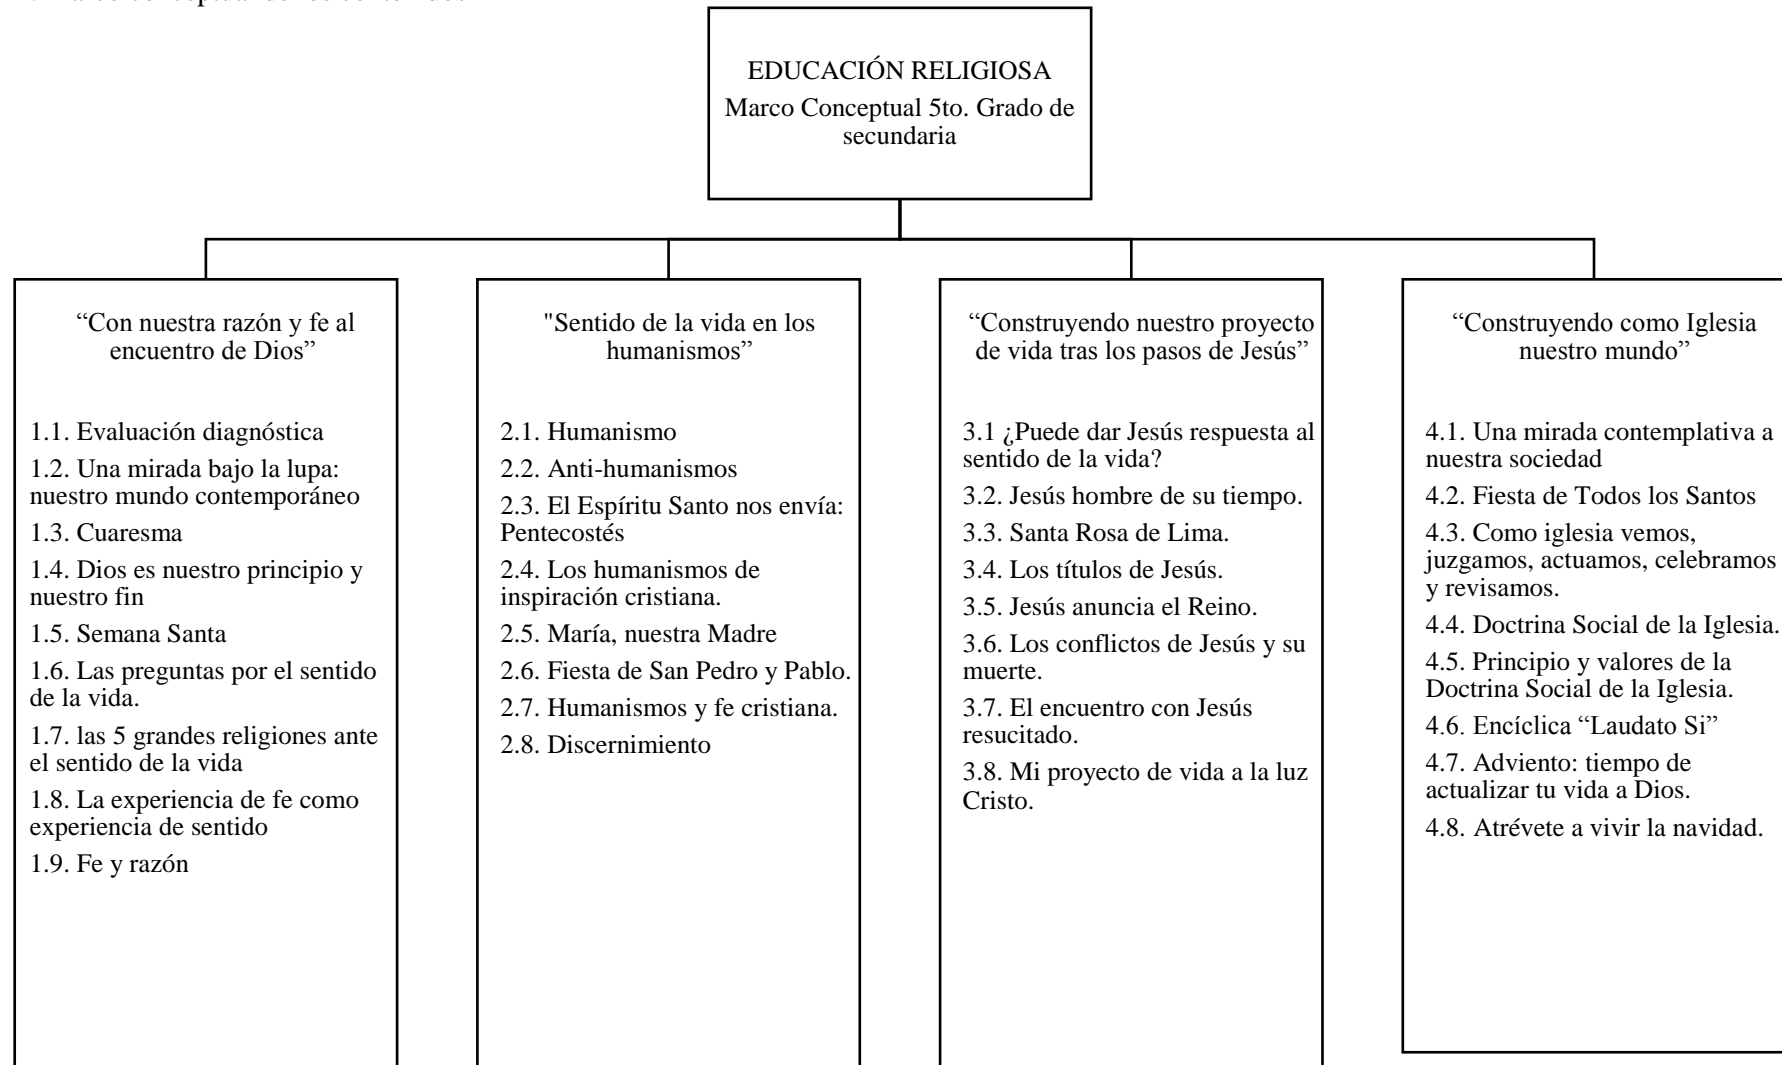 EDUCACIÓN RELIGIOSA
Marco Conceptual 5to. Grado de
secundaria
“Con nuestra razón y fe al
encuentro de Dios”
1.1. Evaluación diagnóstica
1.2. Una mirada bajo la lupa:
nuestro mundo contemporáneo
1.3. Cuaresma
1.4. Dios es nuestro principio y
nuestro fin
1.5. Semana Santa
1.6. Las preguntas por el sentido
de la vida.
1.7. las 5 grandes religiones ante
el sentido de la vida
1.8. La experiencia de fe como
experiencia de sentido
1.9. Fe y razón
"Sentido de la vida en los
humanismos”
2.1. Humanismo
2.2. Anti-humanismos
2.3. El Espíritu Santo nos envía:
Pentecostés
2.4. Los humanismos de
inspiración cristiana.
2.5. María, nuestra Madre
2.6. Fiesta de San Pedro y Pablo.
2.7. Humanismos y fe cristiana.
2.8. Discernimiento
“Construyendo nuestro proyecto
de vida tras los pasos de Jesús”
3.1 ¿Puede dar Jesús respuesta al
sentido de la vida?
3.2. Jesús hombre de su tiempo.
3.3. Santa Rosa de Lima.
3.4. Los títulos de Jesús.
3.5. Jesús anuncia el Reino.
3.6. Los conflictos de Jesús y su
muerte.
3.7. El encuentro con Jesús
resucitado.
3.8. Mi proyecto de vida a la luz
Cristo.
“Construyendo como Iglesia
nuestro mundo”
4.1. Una mirada contemplativa a
nuestra sociedad
4.2. Fiesta de Todos los Santos
4.3. Como iglesia vemos,
juzgamos, actuamos, celebramos
y revisamos.
4.4. Doctrina Social de la Iglesia.
4.5. Principio y valores de la
Doctrina Social de la Iglesia.
4.6. Encíclica “Laudato Si”
4.7. Adviento: tiempo de
actualizar tu vida a Dios.
4.8. Atrévete a vivir la navidad.